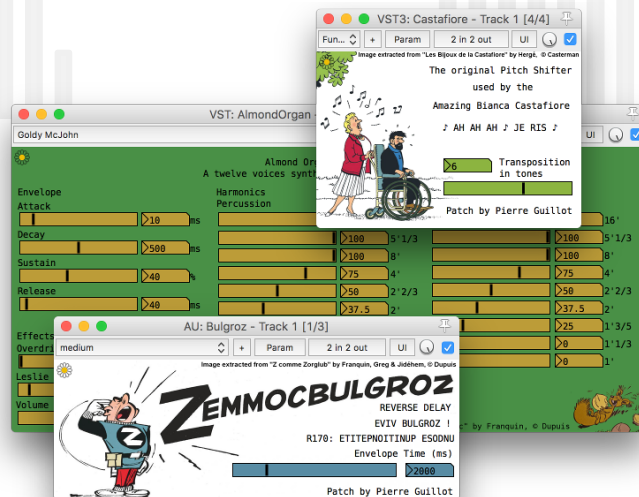 VST3: Castafiore - Track 1 [4/4]
Fun...
+
Param
2 in 2 out
UI
Image extracted from "Les Bijoux de la Castafiore" by Hergé, © Casterman
The original Pitch Shifter
used by the
Amazing Bianca Castafiore
♪ AH AH AH ♪ JE RIS ♪
6
Transposition
in tones
Patch by Pierre Guillot
VST: AlmondOrgan -
Goldy McJohn
UI
Almond Or
A twelve voices synth
Envelope
Attack
10 ms
Decay
500 ms
Sustain
40 %
Release
40 ms
Effects
Overdri
Leslie
Volume
Harmonics
Percussion
100 5'1/3
100 8'
75 4'
50 2'2/3
37.5 2'
16'
100 5'1/3
100 8'
75 4'
50 2'2/3
37.5 2'
25 1'3/5
0 1'1/3
0 1'
" by Franquin, © Dupuis
AU: Bulgroz - Track 1 [1/3]
medium
+
Param
2 in 2 out
UI
Image extracted from "Z comme Zorglub" by Franquin, Greg & Jidéhem, © Dupuis
Z
ZEMMOCBULGROZ
REVERSE DELAY
EVIV BULGROZ !
R170: ETITEPNOITINUP ESODNU
Envelope Time (ms)
2000
Patch by Pierre Guillot